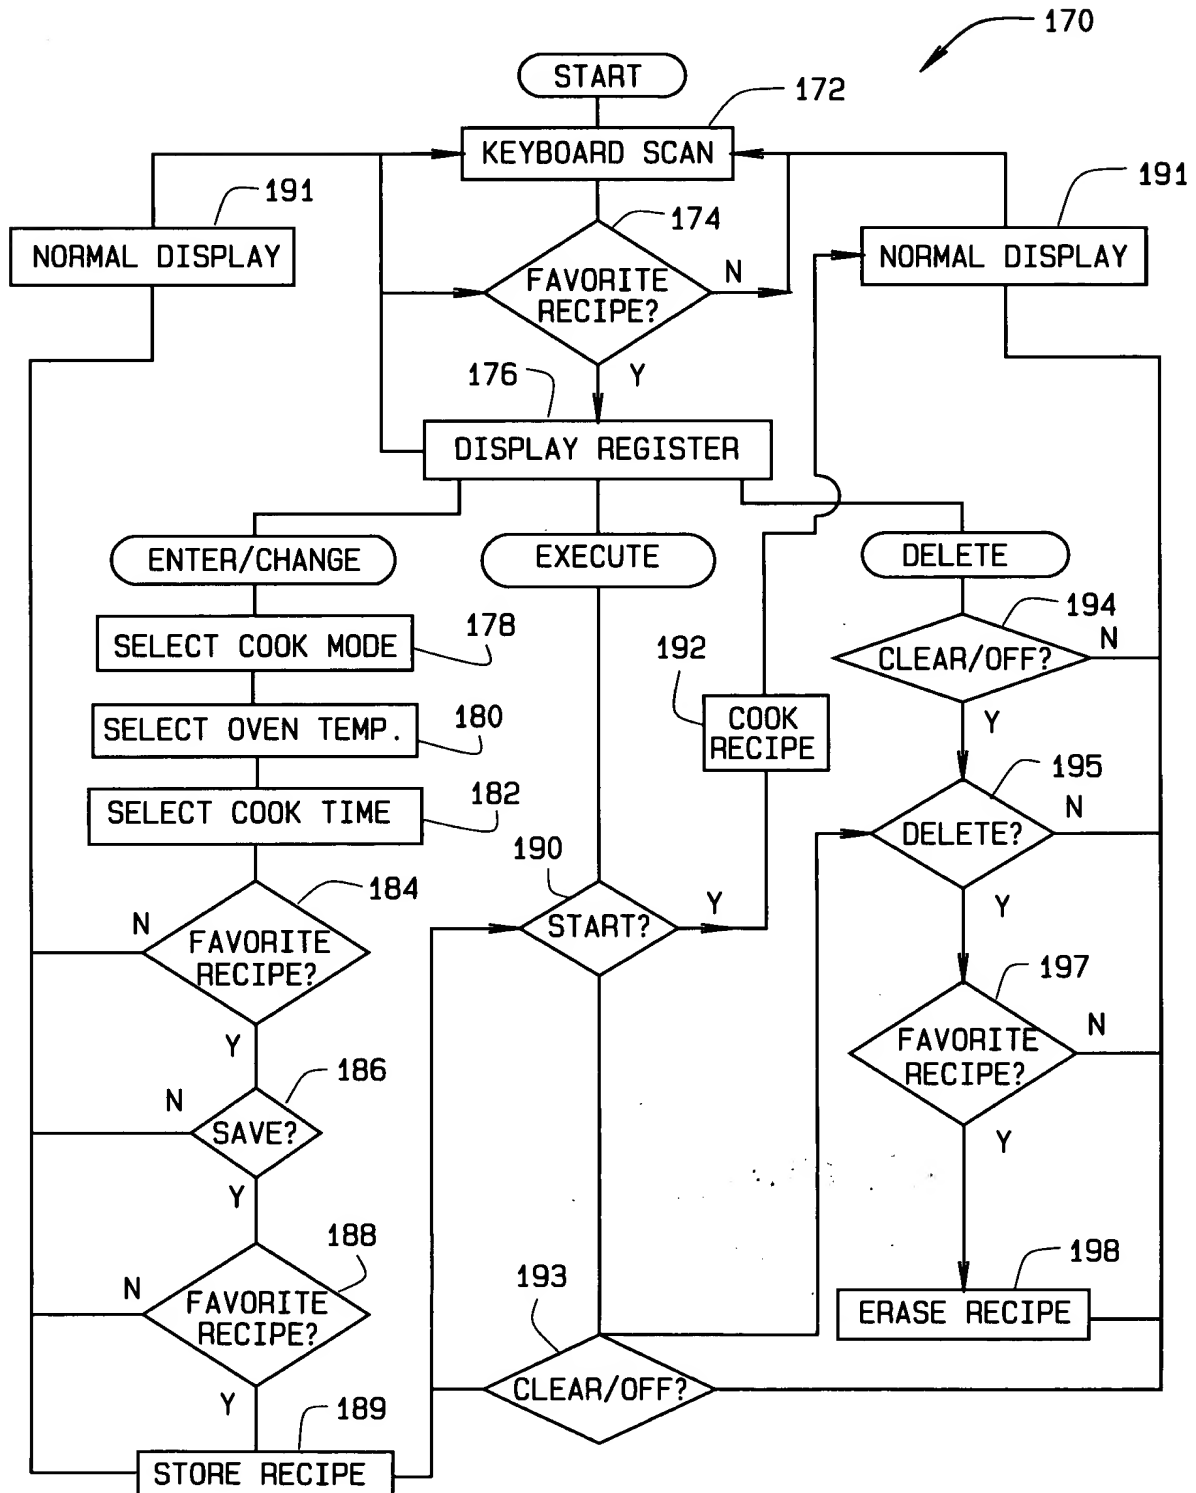 170
START
172
KEYBOARD SCAN
191
191
174
NORMAL DISPLAY
FAVORITE
RECIPE?
N
NORMAL DISPLAY
176
Y
DISPLAY REGISTER
ENTER/CHANGE
EXECUTE
DELETE
194
178
SELECT COOK MODE
192
CLEAR/OFF?
N
180
SELECT OVEN TEMP.
COOK
RECIPE
Y
182
SELECT COOK TIME
195
190
DELETE?
N
184
N
FAVORITE
RECIPE?
START?
Y
Y
197
Y
FAVORITE
RECIPE?
N
186
N
SAVE?
Y
Y
188
N
FAVORITE
RECIPE?
193
198
ERASE RECIPE
Y
CLEAR/OFF?
189
STORE RECIPE